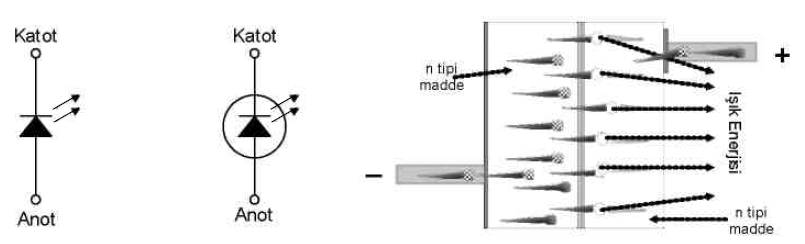 Katot
Anot
Katot
Anot
n tipi
madde
−
+
Işık Enerjisi
n tipi
madde